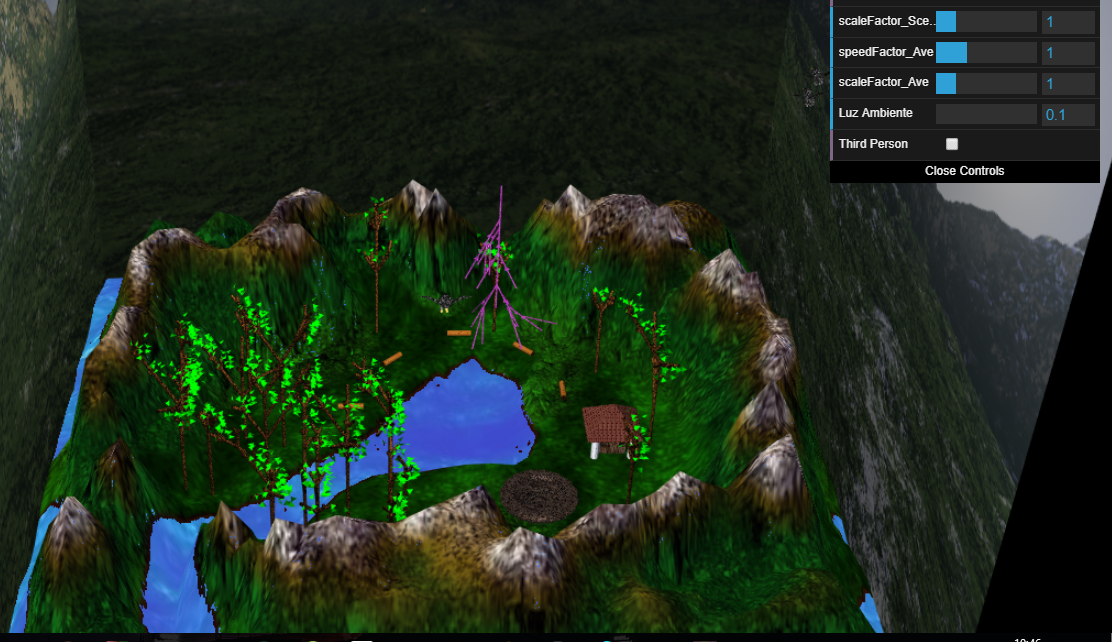 scaleFactor_Sce.. 1
speedFactor_Ave 1
scaleFactor_Ave 1
Luz Ambiente 0.1
Third Person
Close Controls